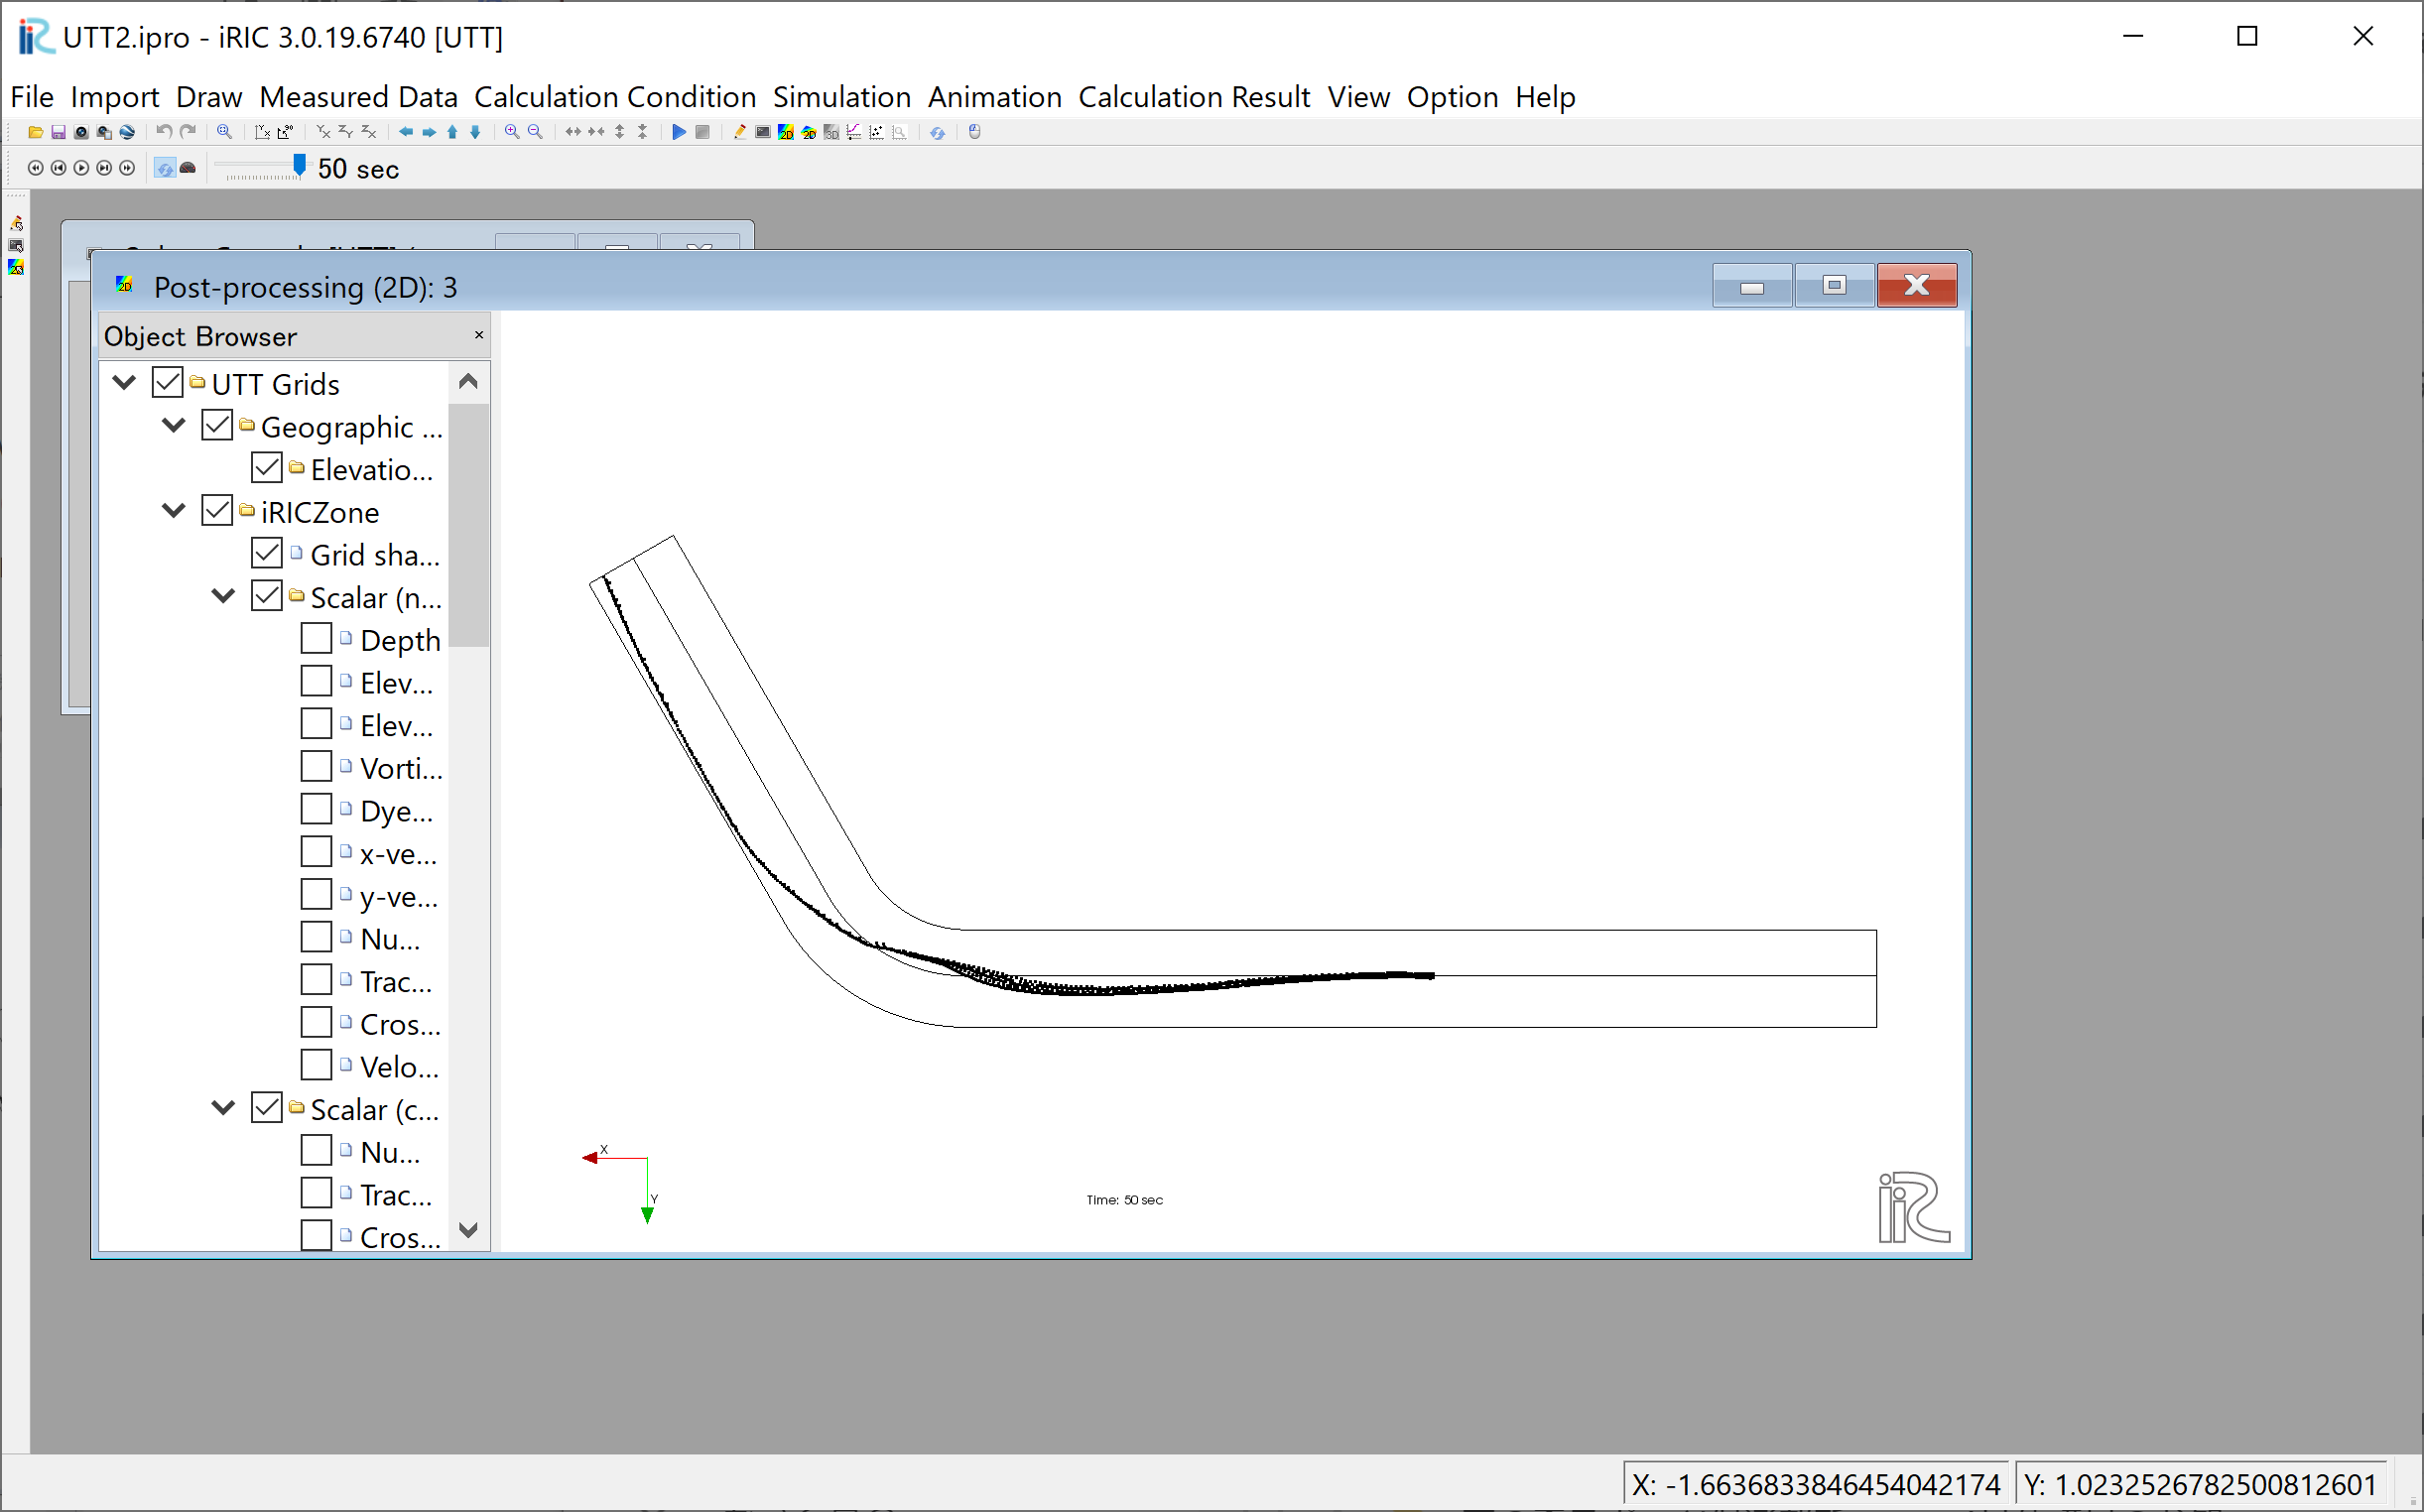 UTT2.ipro - iRIC 3.0.19.6740 [UTT]
File Import Draw Measured Data Calculation Condition Simulation Animation Calculation Result View Option Help
50 sec
Post-processing (2D): 3
Object Browser
UTT Grids
Geographic ...
Elevatio...
iRICZone
Grid sha...
Scalar (n...
Depth
Elev...
Elev...
Vorti...
Dye...
x-ve...
y-ve...
Nu...
Trac...
Cros...
Velo...
Scalar (c...
Nu...
Trac...
Cros...
X
Y
Time: 50 sec
iRIC
X: -1.6636833846454042174
Y: 1.0232526782500812601